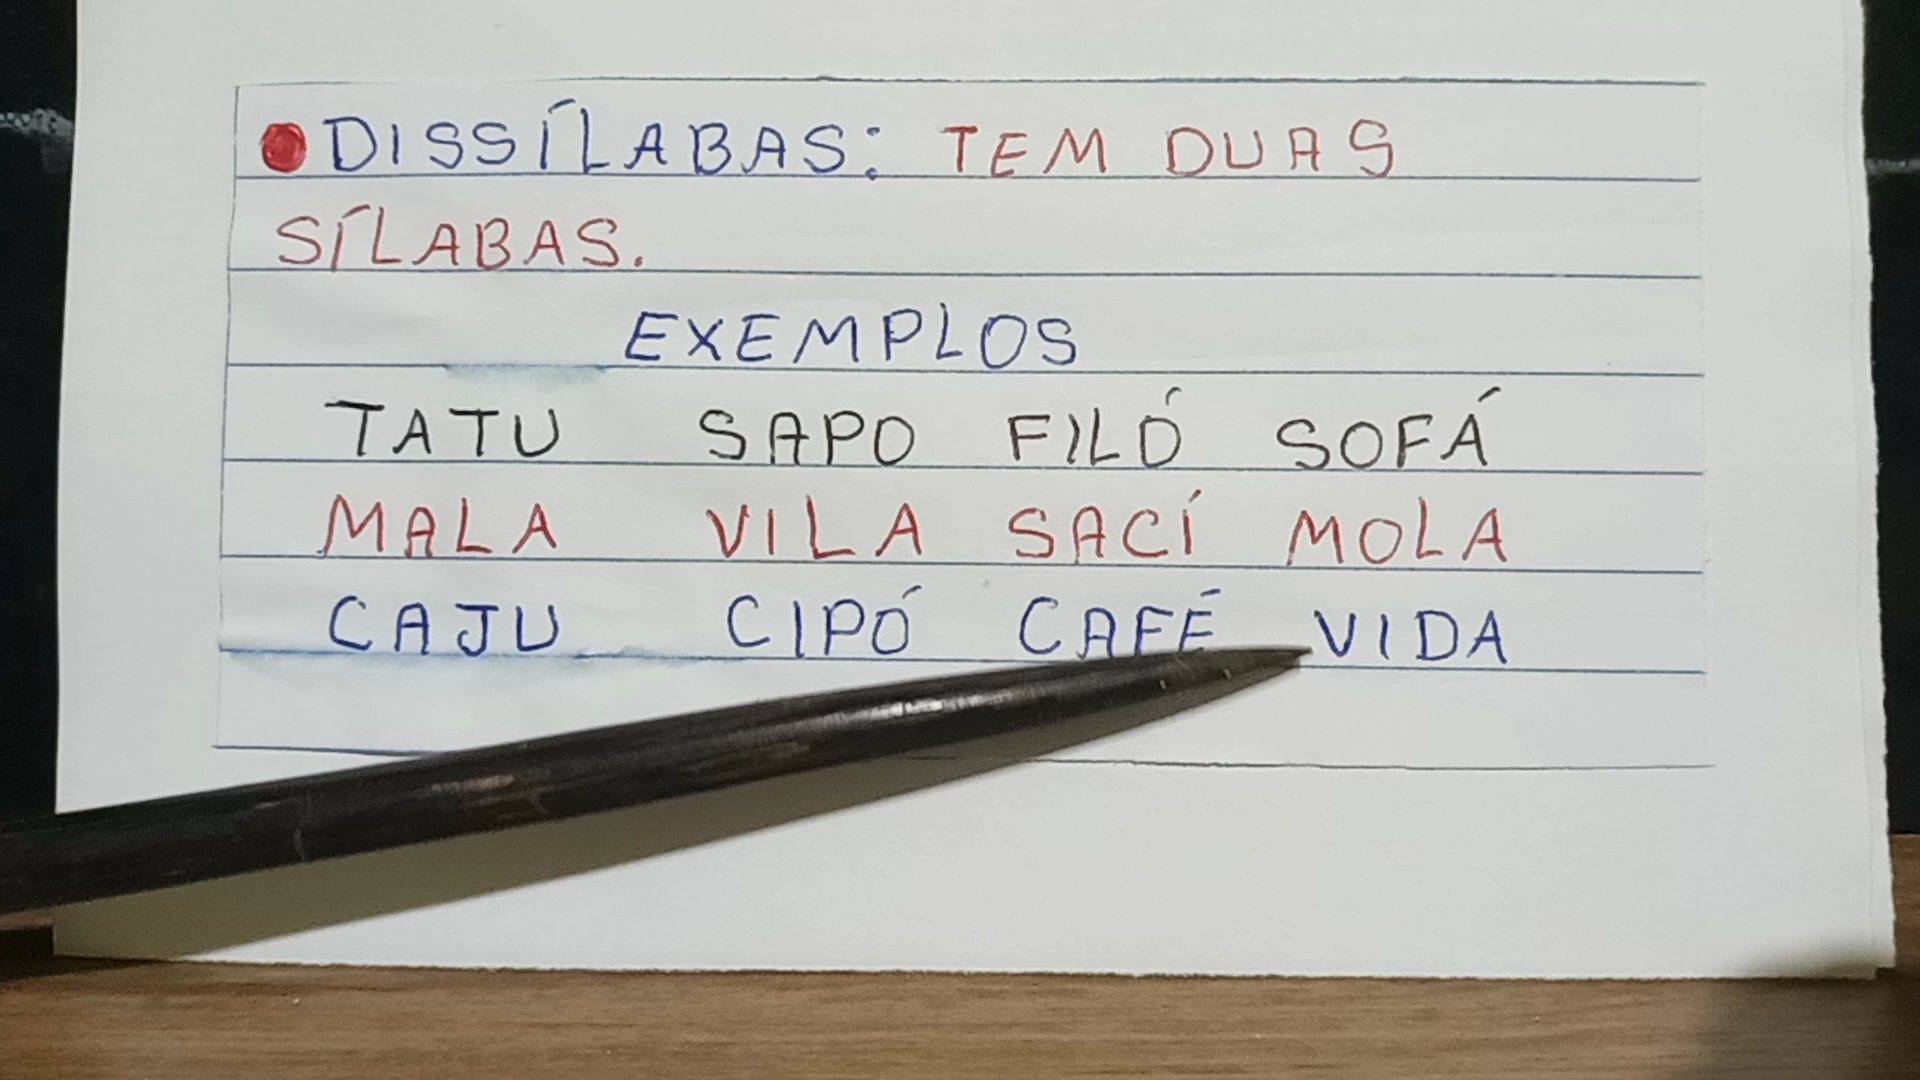 DISSÍLABAS: TEM DUAS
SÍLABAS.
EXEMPLOS
TATU SAPO FILÓ SOFÁ
MALA VILA SACÍ MOLA
CAJU CIPÓ CAFÉ VIDA